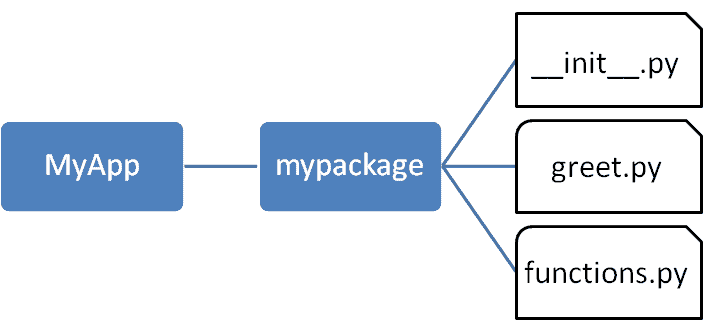 MyApp
mypackage
__init__.py
greet.py
functions.py